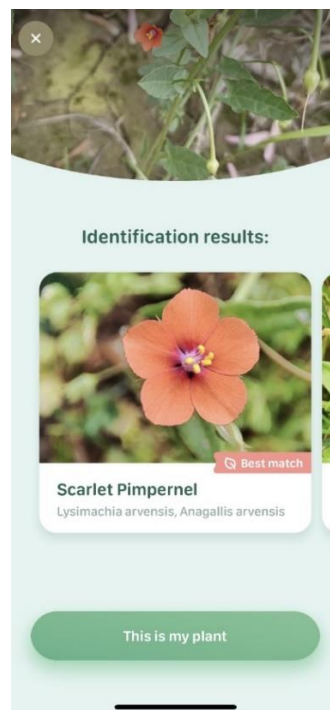 Identification results:
Best match
Scarlet Pimpernel
Lysimachia arvensis, Anagallis arvensis
This is my plant